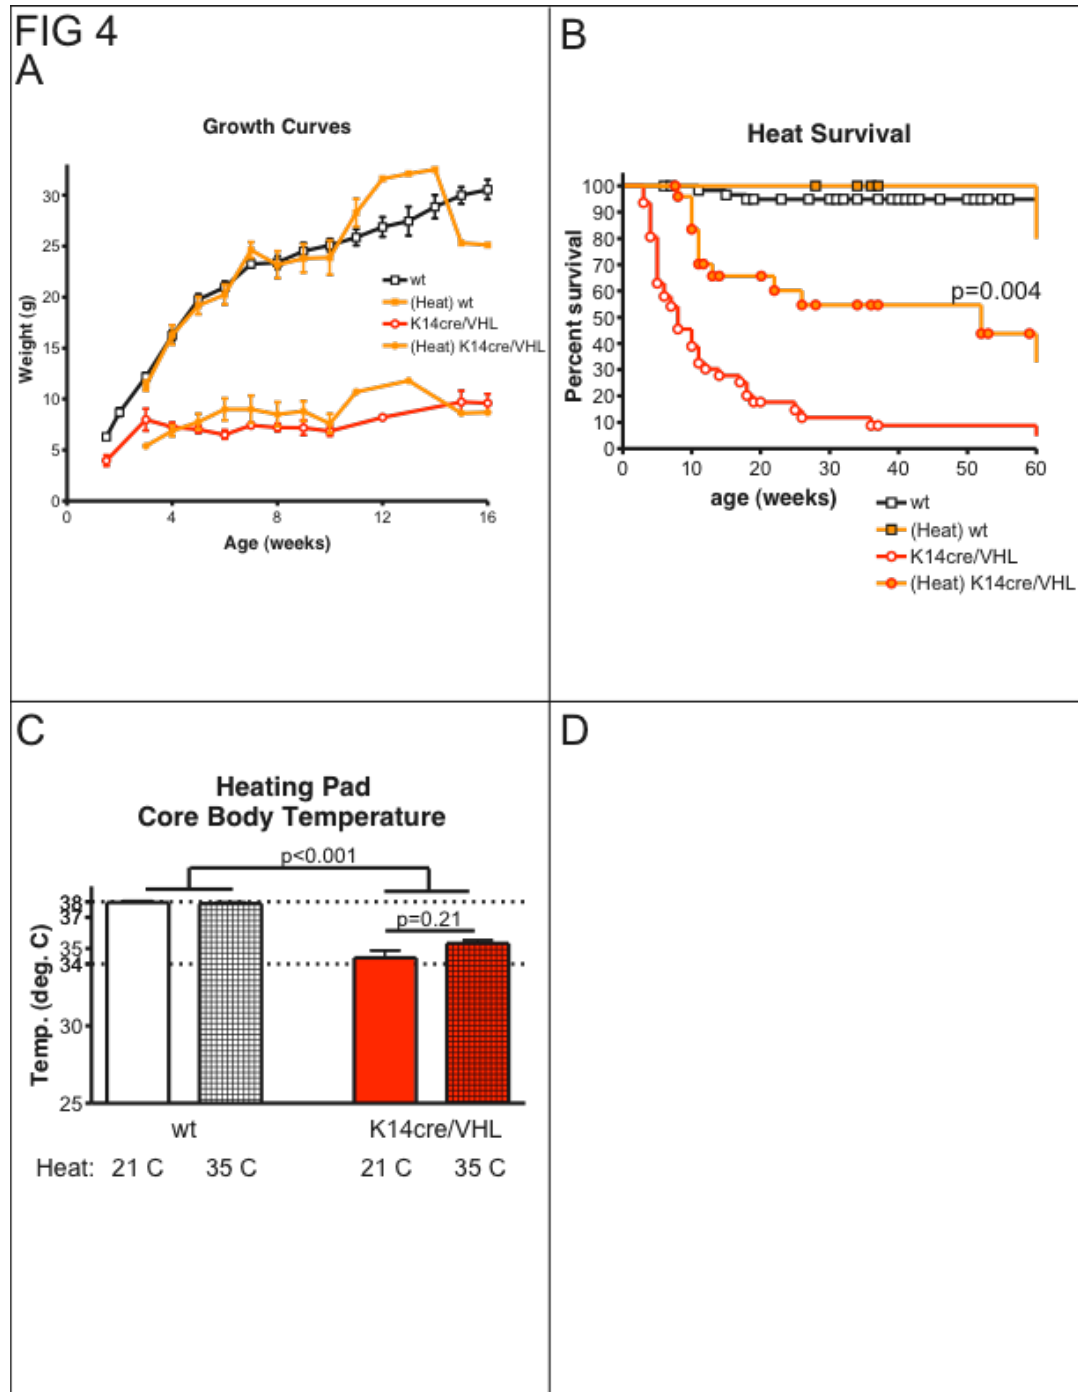 FIG 4
A
Growth Curves
Weight (g)
30
25
20
15
10
5
0
0 4 8 12 16
Age (weeks)
wt
(Heat) wt
K14cre/VHL
(Heat) K14cre/VHL
B
Heat Survival
Percent survival
100
90
80
70
60
50
40
30
20
10
0
p=0.004
0 10 20 30 40 50 60
age (weeks)
wt
(Heat) wt
K14cre/VHL
(Heat) K14cre/VHL
C
Heating Pad
Core Body Temperature
p<0.001
p=0.21
Temp. (deg. C)
38
37
35
34
30
25
wt K14cre/VHL
Heat: 21 C 35 C 21 C 35 C
D